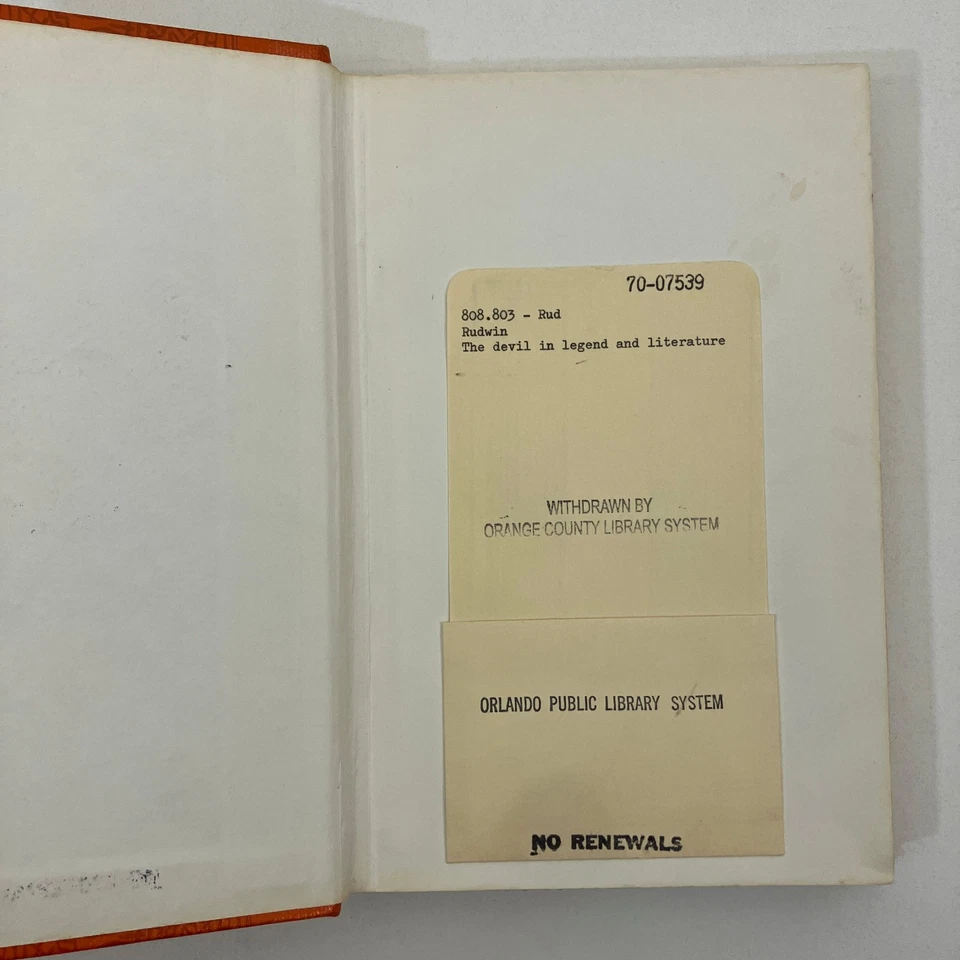 70-07539
808.803 - Rud
Rudwin
The devil in legend and literature
WITHDRAWN BY
ORANGE COUNTY LIBRARY SYSTEM
ORLANDO PUBLIC LIBRARY SYSTEM
NO RENEWALS